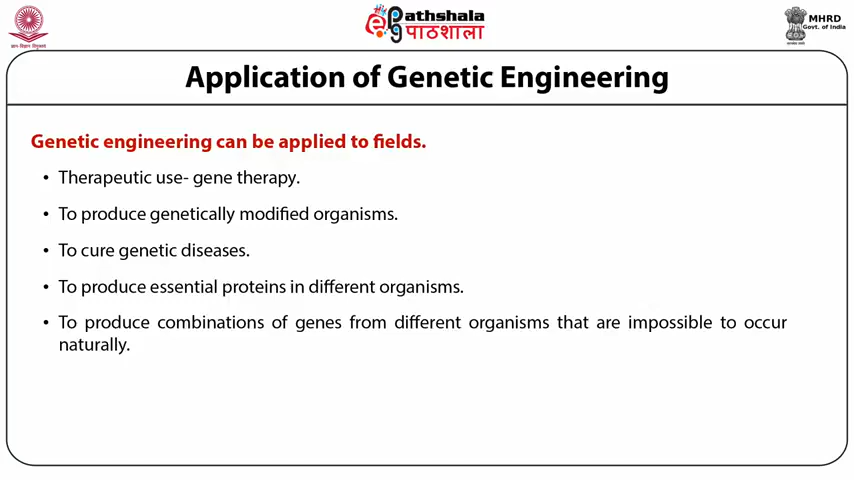 ePathshala
पाठशाला
MHRD
Govt. of India
Application of Genetic Engineering
Genetic engineering can be applied to fields.
• Therapeutic use- gene therapy.
• To produce genetically modified organisms.
• To cure genetic diseases.
• To produce essential proteins in different organisms.
• To produce combinations of genes from different organisms that are impossible to occur
naturally.